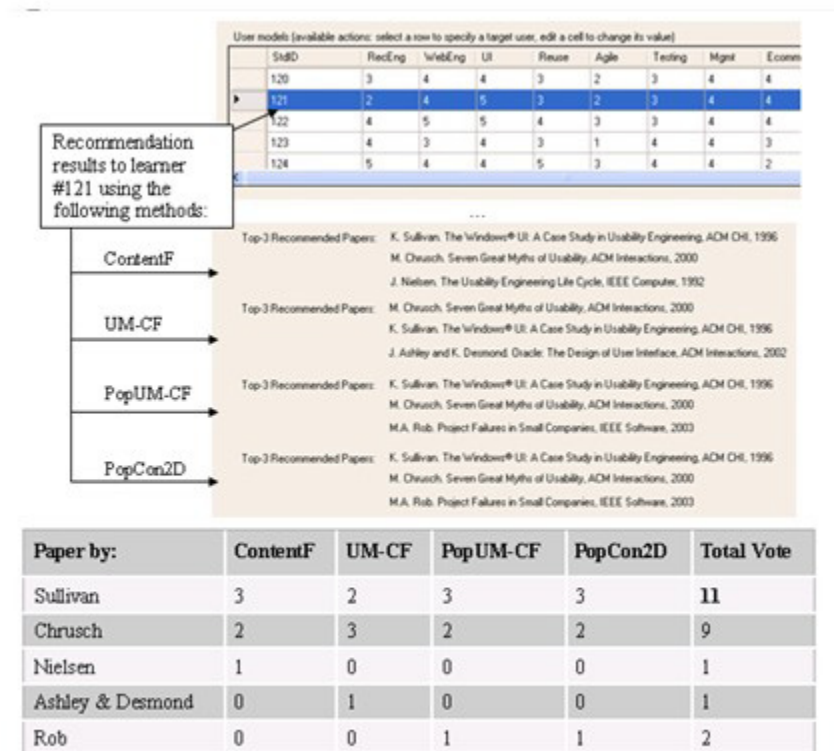 User models (available actions: select a row to specify a target user, edit a cell to change its value)
StdID RecEng WebEng UI Reuse Agile Testing Mgmt Ecomm
120 3 4 4 3 2 3 4 4
121 2 4 5 3 2 3 4 4
122 4 5 5 4 3 3 4 4
123 4 3 4 3 1 4 4 3
124 5 4 4 5 3 4 4 2
Recommendation
results to learner
#121 using the
following methods:
...
ContentF
Top-3 Recommended Papers: K. Sullivan. The Windows® UI: A Case Study in Usability Engineering, ACM CHI, 1996
M. Chrusch. Seven Great Myths of Usability, ACM Interactions, 2000
J. Nielsen. The Usability Engineering Life Cycle, IEEE Computer, 1992
UM-CF
Top-3 Recommended Papers: M. Chrusch. Seven Great Myths of Usability, ACM Interactions, 2000
K. Sullivan. The Windows® UI: A Case Study in Usability Engineering, ACM CHI, 1996
J. Ashley and K. Desmond. Oracle: The Design of User Interface, ACM Interactions, 2002
PopUM-CF
Top-3 Recommended Papers: K. Sullivan. The Windows® UI: A Case Study in Usability Engineering, ACM CHI, 1996
M. Chrusch. Seven Great Myths of Usability, ACM Interactions, 2000
M.A. Rob. Project Failures in Small Companies, IEEE Software, 2003
PopCon2D
Top-3 Recommended Papers: K. Sullivan. The Windows® UI: A Case Study in Usability Engineering, ACM CHI, 1996
M. Chrusch. Seven Great Myths of Usability, ACM Interactions, 2000
M.A. Rob. Project Failures in Small Companies, IEEE Software, 2003
Paper by: ContentF UM-CF PopUM-CF PopCon2D Total Vote
Sullivan 3 2 3 3 11
Chrusch 2 3 2 2 9
Nielsen 1 0 0 0 1
Ashley & Desmond 0 1 0 0 1
Rob 0 0 1 1 2